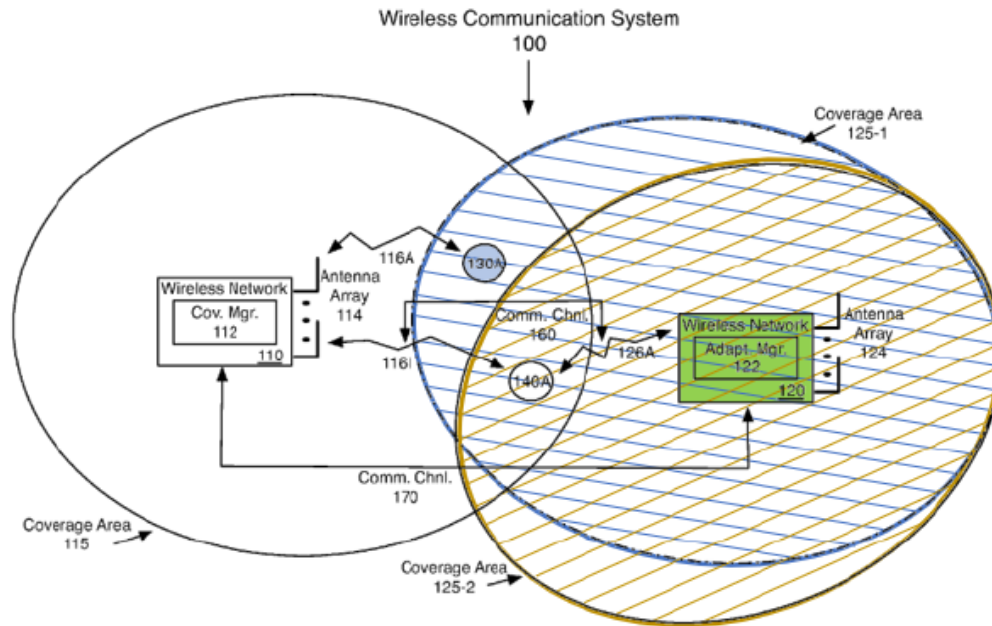 Wireless Communication System
100
Coverage Area
125-1
116A
130A
Wireless Network
Cov. Mgr.
112
110
Antenna
Array
114
Comm. Chnl.
160
116I
126A
140A
Wireless Network
Adapt. Mgr.
122
120
Antenna
Array
124
Comm. Chnl.
170
Coverage Area
115
Coverage Area
125-2